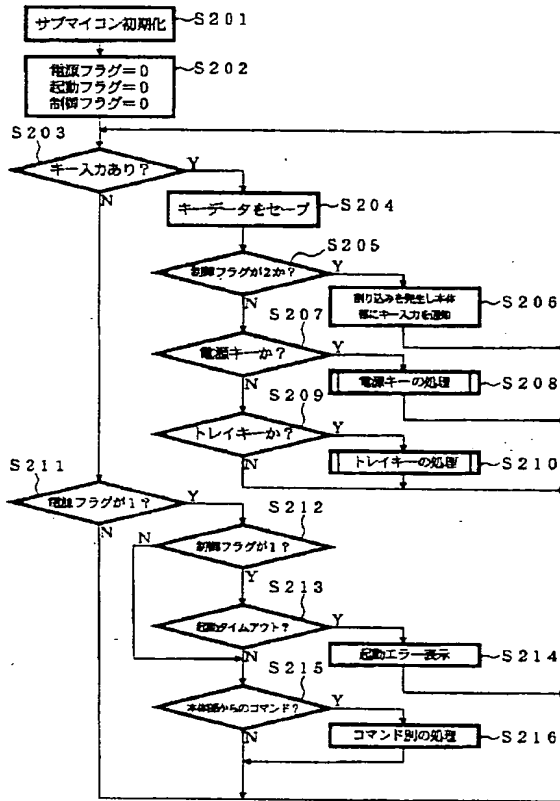 サブマイコン初期化
S201
電源フラグ=0
起動フラグ=0
制御フラグ=0
S202
S203
キー入力あり？
Y
N
キーデータをセーブ
S204
S205
制御フラグが2か？
Y
N
割り込みを発生し本体
部にキー入力を通知
S206
S207
電源キーか？
Y
N
電源キーの処理
S208
S209
トレイキーか？
Y
N
トレイキーの処理
S210
S211
電源フラグが1？
Y
N
S212
制御フラグが1？
N
Y
S213
起動タイムアウト？
Y
N
起動エラー表示
S214
S215
本体部からのコマンド？
Y
N
コマンド別の処理
S216